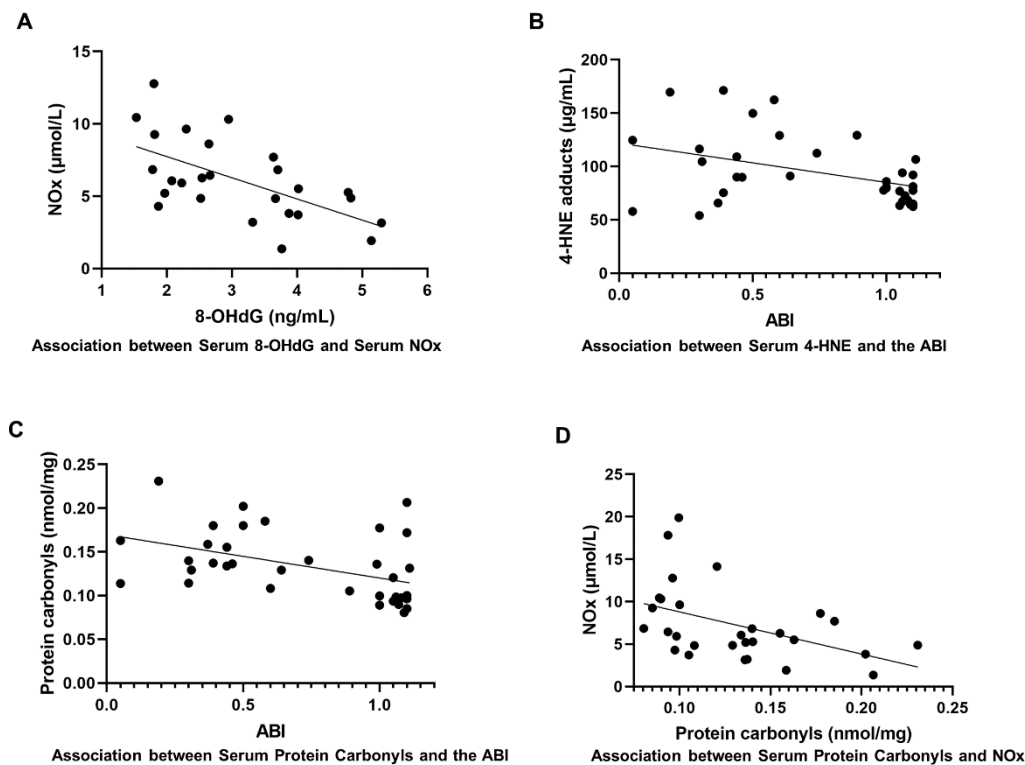 A
15
10
5
0
NOx (µmol/L)
1 2 3 4 5 6
8-OHdG (ng/mL)
Association between Serum 8-OHdG and Serum NOx
B
200
150
100
50
0
4-HNE adducts (µg/mL)
0.0 0.5 1.0
ABI
Association between Serum 4-HNE and the ABI
C
0.25
0.20
0.15
0.10
0.05
0.00
Protein carbonyls (nmol/mg)
0.0 0.5 1.0
ABI
Association between Serum Protein Carbonyls and the ABI
D
25
20
15
10
5
0
NOx (µmol/L)
0.10 0.15 0.20 0.25
Protein carbonyls (nmol/mg)
Association between Serum Protein Carbonyls and NOx